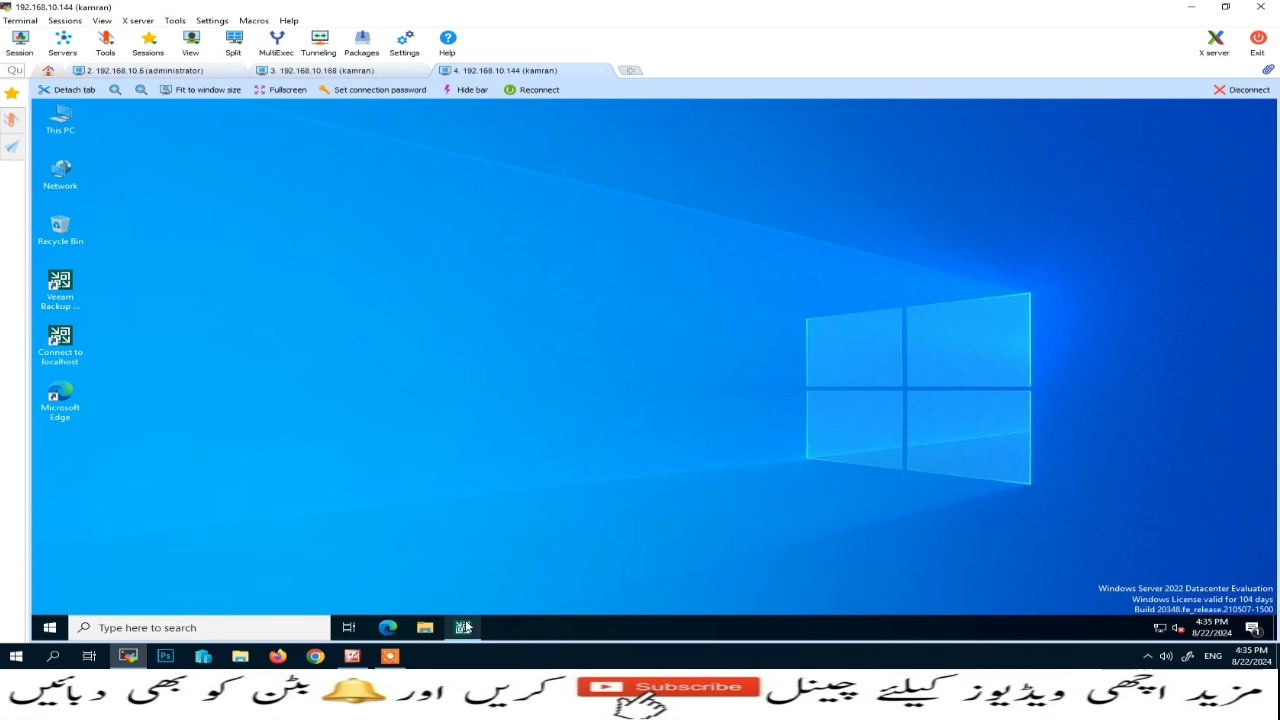 192.168.10.144 (kamran)
Terminal Sessions View X server Tools Settings Macros Help
Session Servers Tools Sessions View Split MultiExec Tunneling Packages Settings Help X server Exit
Qu 2. 192.168.10.5 (administrator) 3. 192.168.10.168 (kamran) 4. 192.168.10.144 (kamran)
Detach tab Fit to window size Fullscreen Set connection password Hide bar Reconnect Disconnect
This PC
Network
Recycle Bin
Veeam
Backup ...
Connect to
localhost
Microsoft
Edge
Windows Server 2022 Datacenter Evaluation
Windows License valid for 104 days
Build 20348.fe_release.210507-1500
Type here to search
4:35 PM
8/22/2024
ENG
4:35 PM
8/22/2024
مزید اچھی ویڈیوز کیلئے چینل Subscribe کریں اور بٹن کو بھی دبائیں